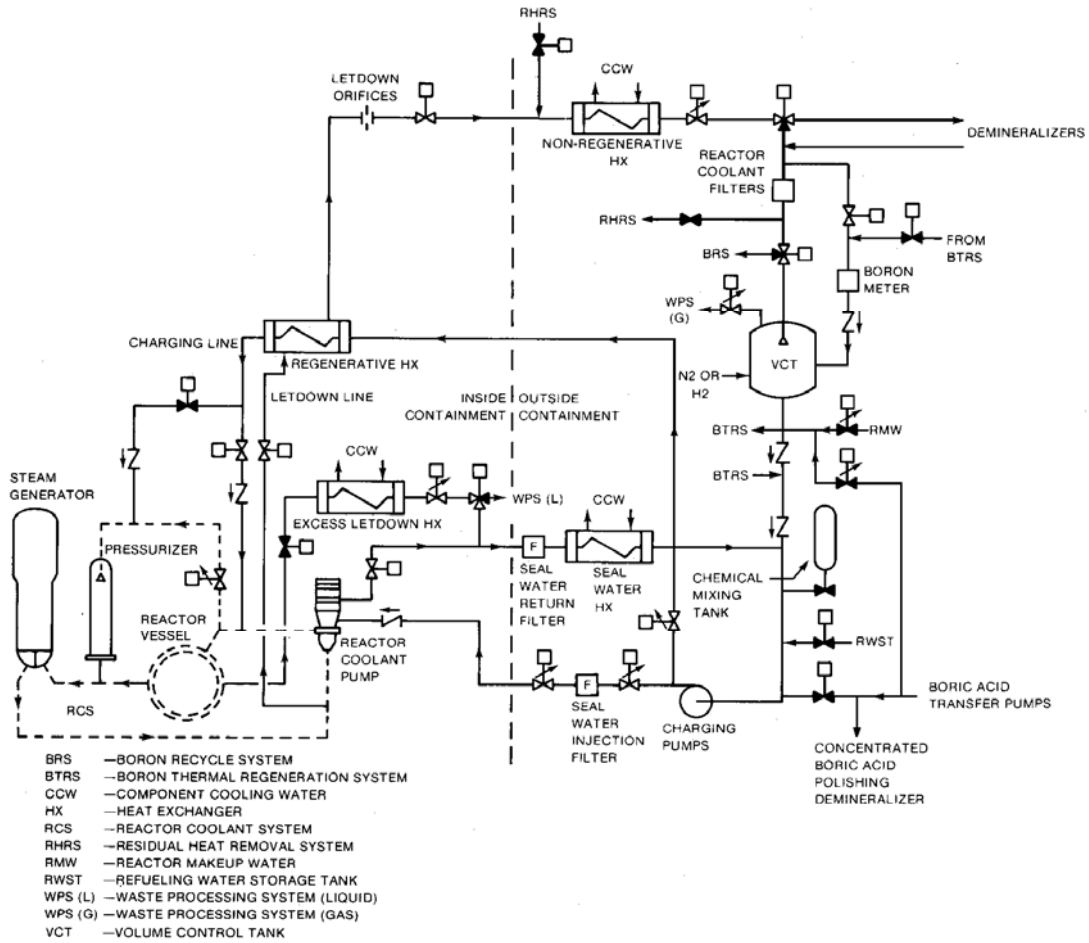 RHRS
LETDOWN
ORIFICES
CCW
NON-REGENERATIVE
HX
DEMINERALIZERS
REACTOR
COOLANT
FILTERS
RHRS
BRS
FROM
BTRS
BORON
METER
WPS
(G)
VCT
N2 OR
H2
CHARGING LINE
REGENERATIVE HX
LETDOWN LINE
INSIDE
CONTAINMENT
OUTSIDE
CONTAINMENT
BTRS
RMW
BTRS
STEAM
GENERATOR
CCW
WPS (L)
EXCESS LETDOWN HX
CCW
PRESSURIZER
F
SEAL
WATER
RETURN
FILTER
SEAL
WATER
HX
CHEMICAL
MIXING
TANK
REACTOR
VESSEL
REACTOR
COOLANT
PUMP
RWST
RCS
F
SEAL
WATER
INJECTION
FILTER
CHARGING
PUMPS
BORIC ACID
TRANSFER PUMPS
CONCENTRATED
BORIC ACID
POLISHING
DEMINERALIZER
BRS —BORON RECYCLE SYSTEM
BTRS —BORON THERMAL REGENERATION SYSTEM
CCW —COMPONENT COOLING WATER
HX —HEAT EXCHANGER
RCS —REACTOR COOLANT SYSTEM
RHRS —RESIDUAL HEAT REMOVAL SYSTEM
RMW —REACTOR MAKEUP WATER
RWST —REFUELING WATER STORAGE TANK
WPS (L) —WASTE PROCESSING SYSTEM (LIQUID)
WPS (G) —WASTE PROCESSING SYSTEM (GAS)
VCT —VOLUME CONTROL TANK